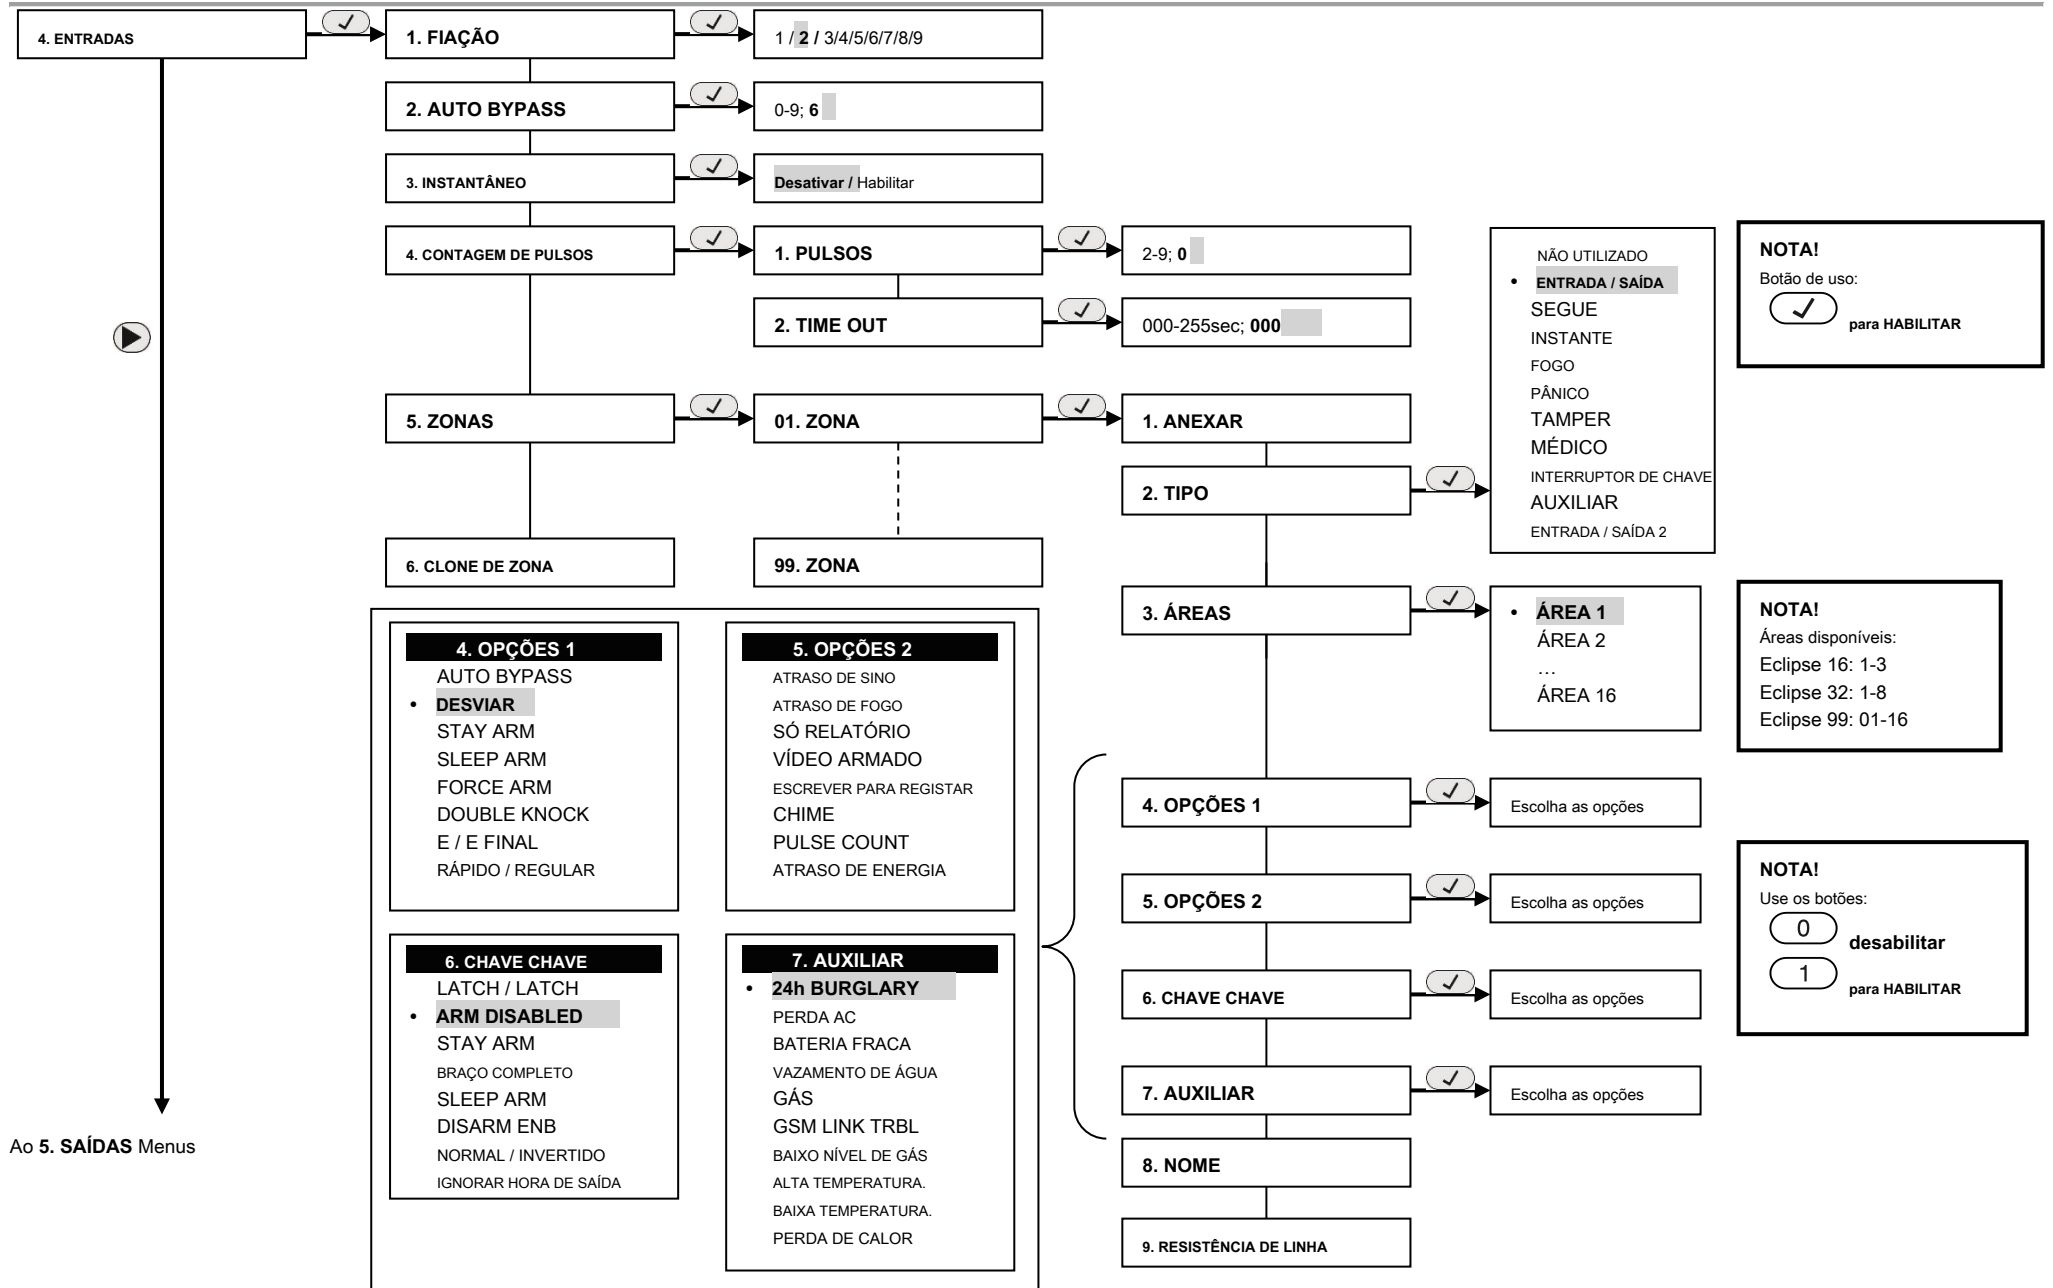 4. ENTRADAS
1. FIAÇÃO
1 / 2 / 3/4/5/6/7/8/9
2. AUTO BYPASS
0-9; 6
3. INSTANTÂNEO
Desativar / Habilitar
4. CONTAGEM DE PULSOS
1. PULSOS
2-9; 0
2. TIME OUT
000-255sec; 000
NÃO UTILIZADO
• ENTRADA / SAÍDA
SEGUE
INSTANTE
FOGO
PÂNICO
TAMPER
MÉDICO
INTERRUPTOR DE CHAVE
AUXILIAR
ENTRADA / SAÍDA 2
NOTA!
Botão de uso:
para HABILITAR
5. ZONAS
01. ZONA
1. ANEXAR
2. TIPO
6. CLONE DE ZONA
99. ZONA
3. ÁREAS
• ÁREA 1
ÁREA 2
…
ÁREA 16
NOTA!
Áreas disponíveis:
Eclipse 16: 1-3
Eclipse 32: 1-8
Eclipse 99: 01-16
4. OPÇÕES 1
AUTO BYPASS
• DESVIAR
STAY ARM
SLEEP ARM
FORCE ARM
DOUBLE KNOCK
E / E FINAL
RÁPIDO / REGULAR
5. OPÇÕES 2
ATRASO DE SINO
ATRASO DE FOGO
SÓ RELATÓRIO
VÍDEO ARMADO
ESCREVER PARA REGISTAR
CHIME
PULSE COUNT
ATRASO DE ENERGIA
6. CHAVE CHAVE
LATCH / LATCH
• ARM DISABLED
STAY ARM
BRAÇO COMPLETO
SLEEP ARM
DISARM ENB
NORMAL / INVERTIDO
IGNORAR HORA DE SAÍDA
7. AUXILIAR
• 24h BURGLARY
PERDA AC
BATERIA FRACA
VAZAMENTO DE ÁGUA
GÁS
GSM LINK TRBL
BAIXO NÍVEL DE GÁS
ALTA TEMPERATURA.
BAIXA TEMPERATURA.
PERDA DE CALOR
4. OPÇÕES 1
Escolha as opções
5. OPÇÕES 2
Escolha as opções
6. CHAVE CHAVE
Escolha as opções
7. AUXILIAR
Escolha as opções
8. NOME
9. RESISTÊNCIA DE LINHA
NOTA!
Use os botões:
0 desabilitar
1 para HABILITAR
Ao 5. SAÍDAS Menus